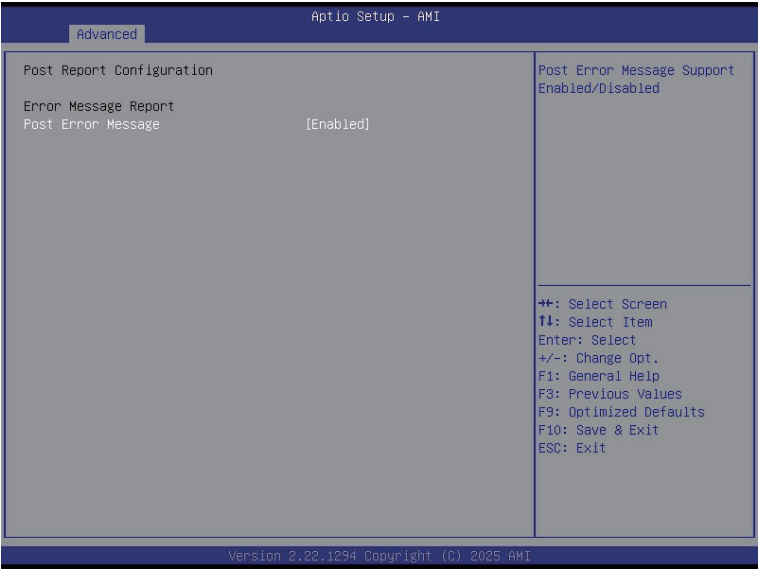 Aptio Setup - AMI
Advanced
Post Report Configuration
Error Message Report
Post Error Message [Enabled]
Post Error Message Support
Enabled/Disabled
→←: Select Screen
↑↓: Select Item
Enter: Select
+/-: Change Opt.
F1: General Help
F3: Previous Values
F9: Optimized Defaults
F10: Save & Exit
ESC: Exit
Version 2.22.1294 Copyright (C) 2025 AMI